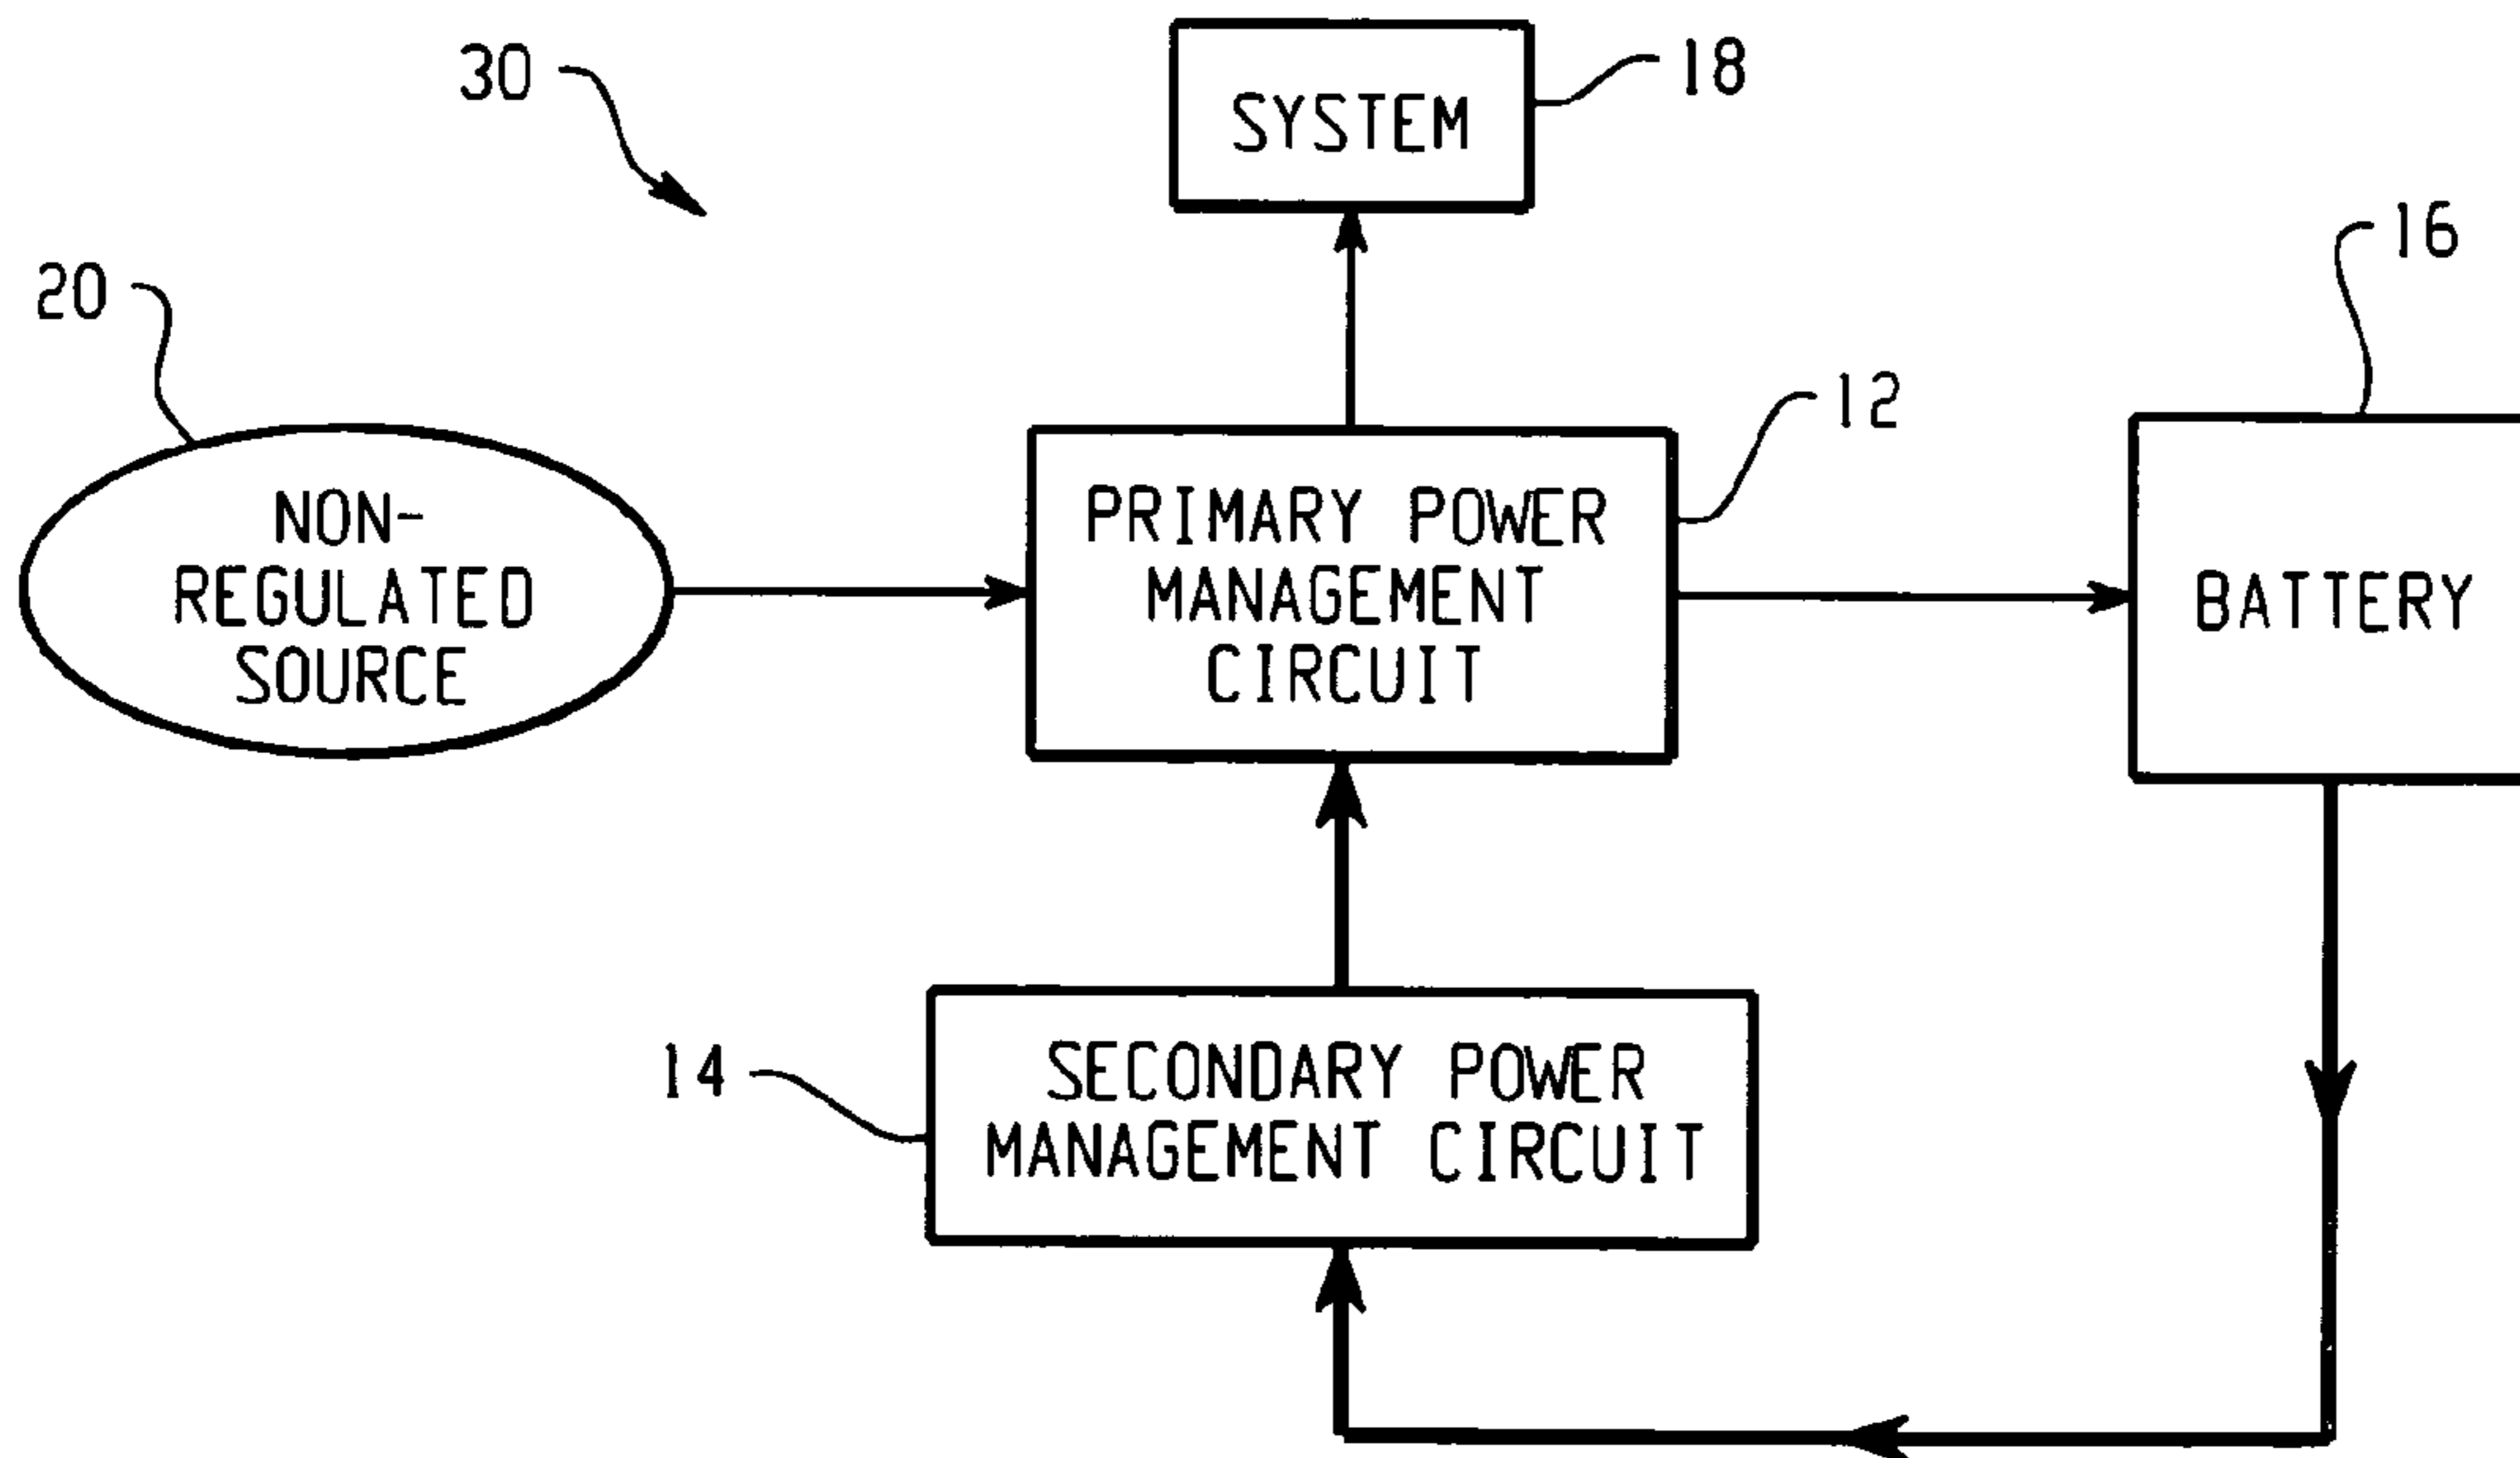 30
SYSTEM
18
20
16
12
NON-
REGULATED
SOURCE
PRIMARY POWER
MANAGEMENT
CIRCUIT
BATTERY
14
SECONDARY POWER
MANAGEMENT CIRCUIT